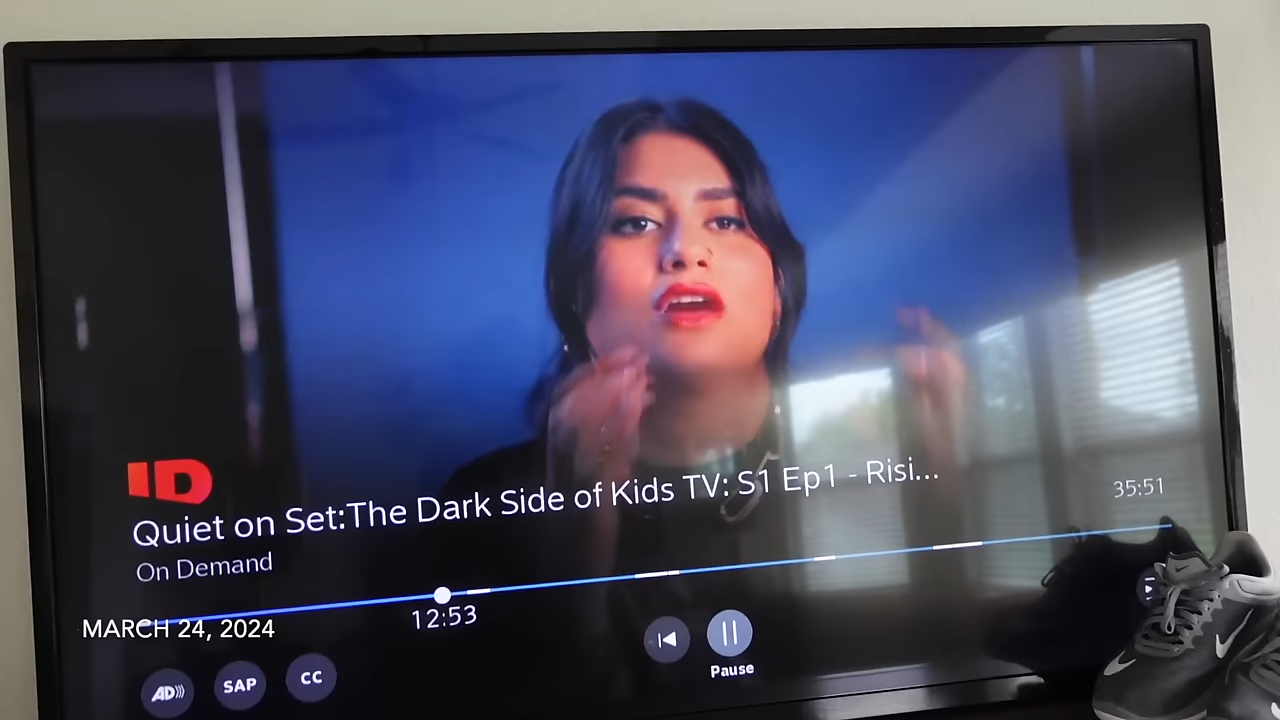 ID
Quiet on Set:The Dark Side of Kids TV: S1 Ep1 - Risi...
35:51
On Demand
12:53
MARCH 24, 2024
AD)))
SAP
CC
Pause